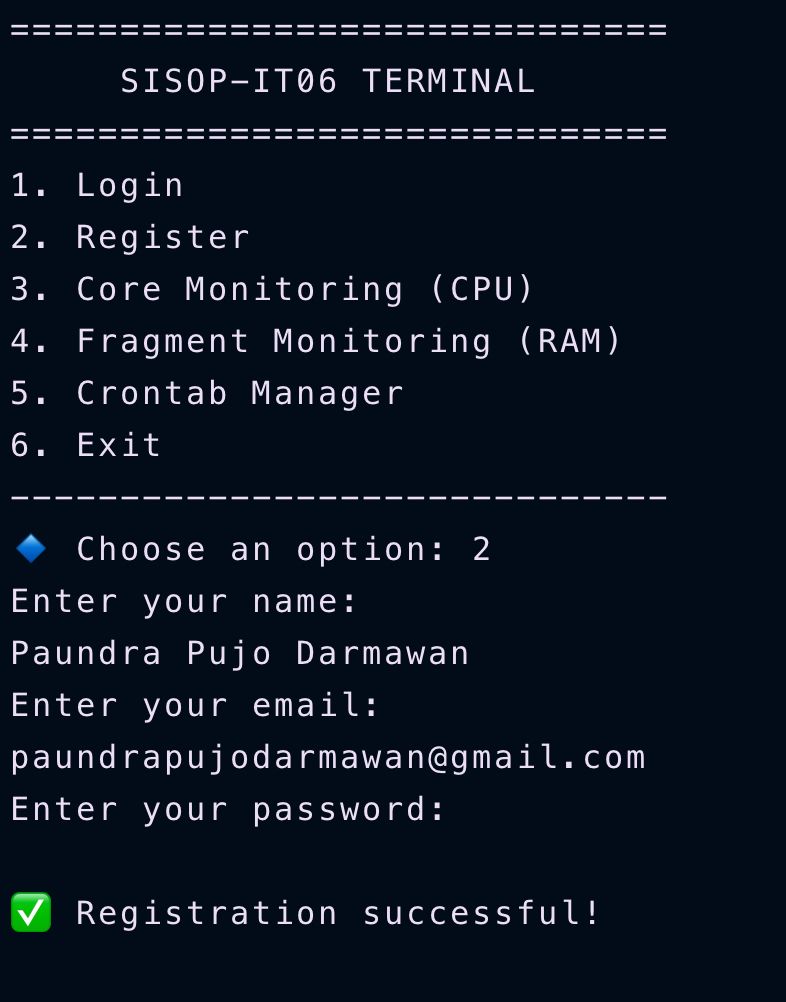 ==============================
SISOP-IT06 TERMINAL
==============================
1. Login
2. Register
3. Core Monitoring (CPU)
4. Fragment Monitoring (RAM)
5. Crontab Manager
6. Exit
------------------------------
🔹 Choose an option: 2
Enter your name:
Paundra Pujo Darmawan
Enter your email:
paundrapujodarmawan@gmail.com
Enter your password:
✅ Registration successful!